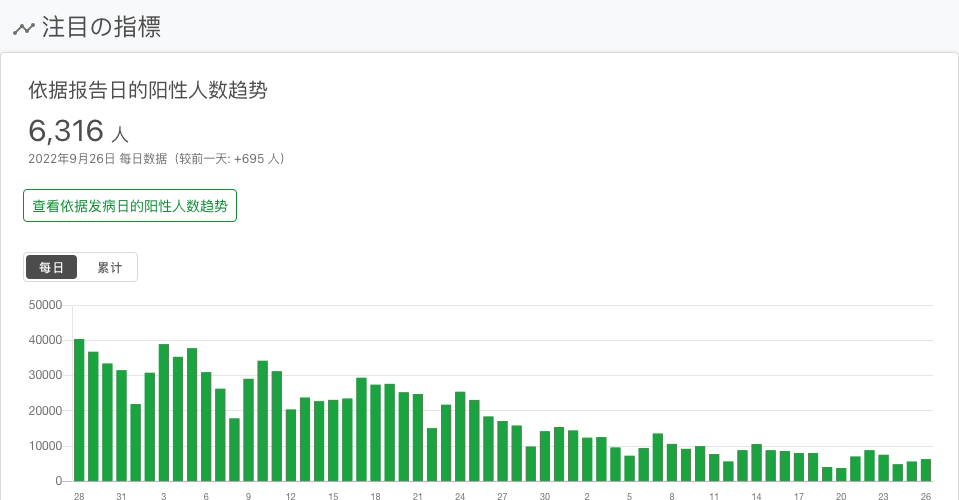 注目の指標
依据报告日的阳性人数趋势
6,316 人
2022年9月26日 每日数据（较前一天: +695 人）
查看依据发病日的阳性人数趋势
每日 累计
50000
40000
30000
20000
10000
0
28 31 3 6 9 12 15 18 21 24 27 30 2 5 8 11 14 17 20 23 26